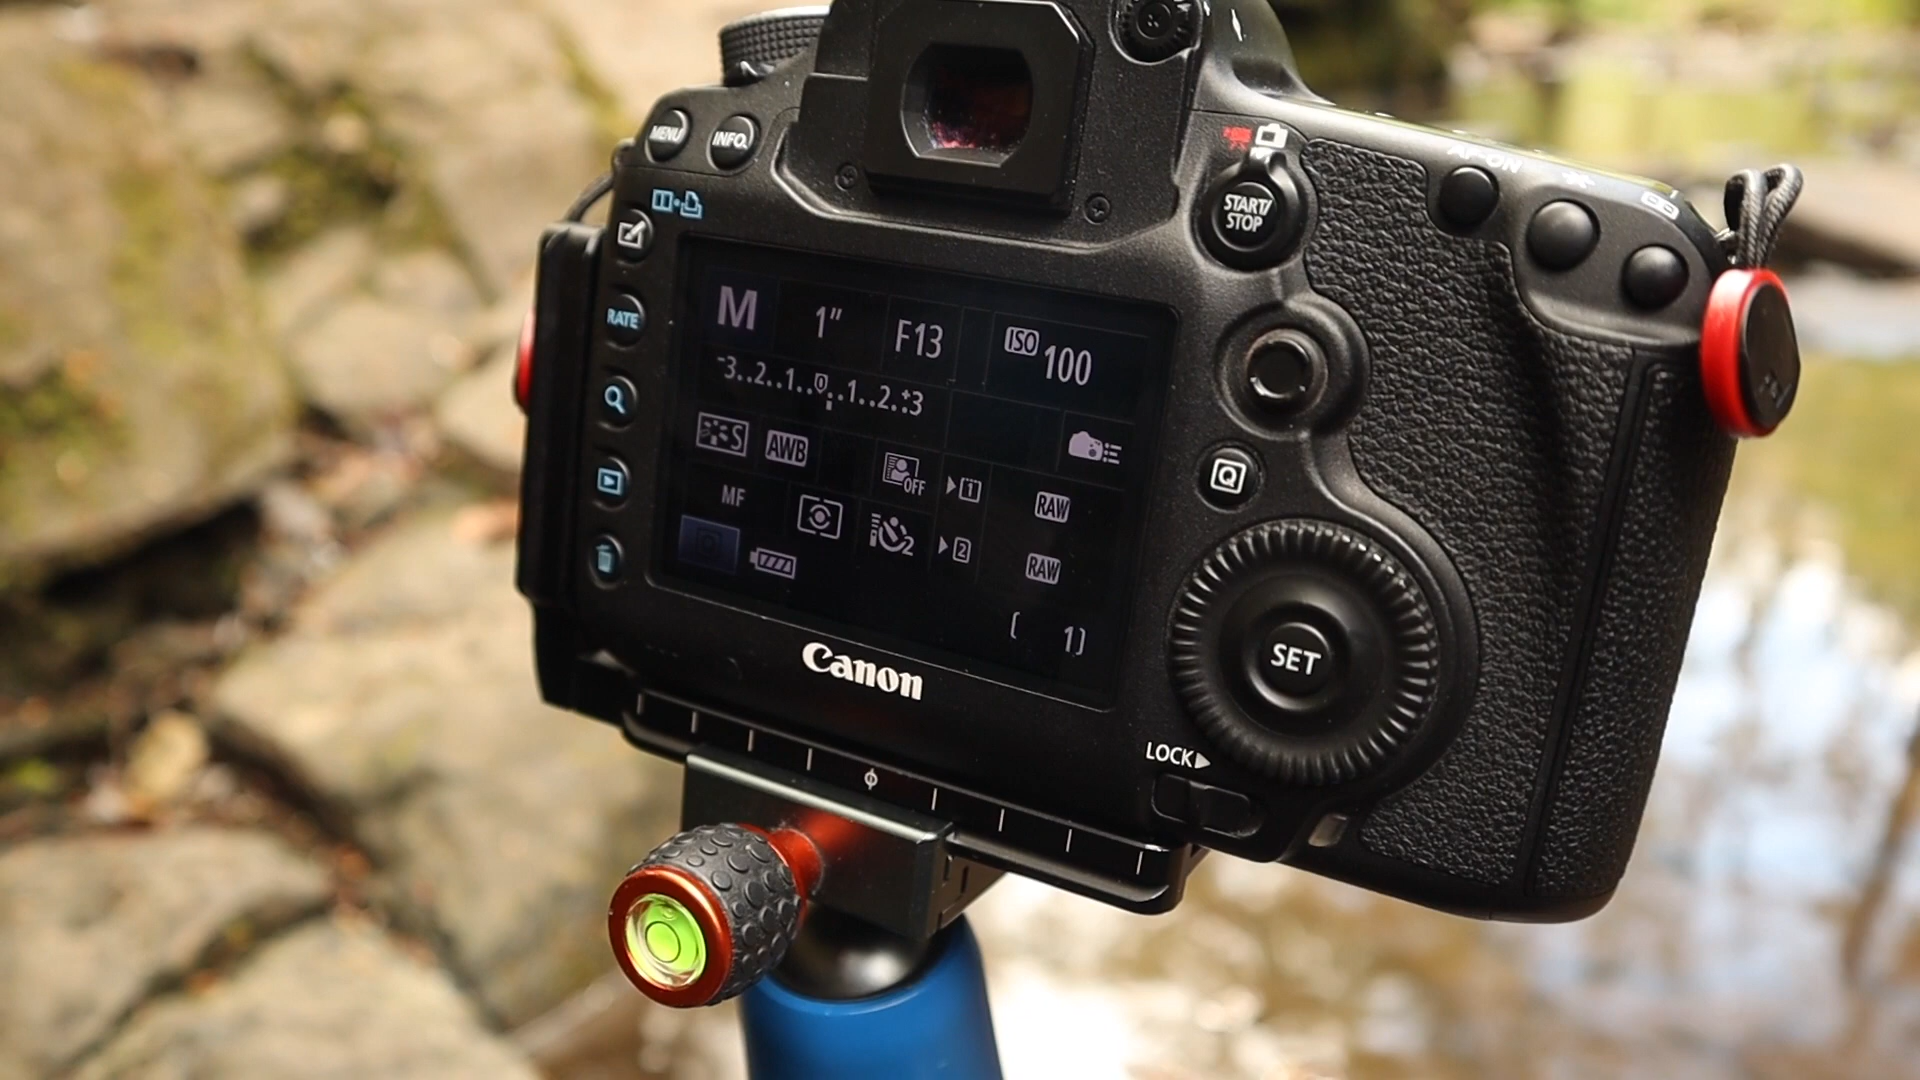 MENU
INFO.
START/
STOP
AF-ON
RATE
M 1" F13 ISO 100
-3..2..1..0..1..2..+3
S AWB OFF 1 RAW
MF 2 2 RAW
[ 1]
Q
SET
Canon
LOCK